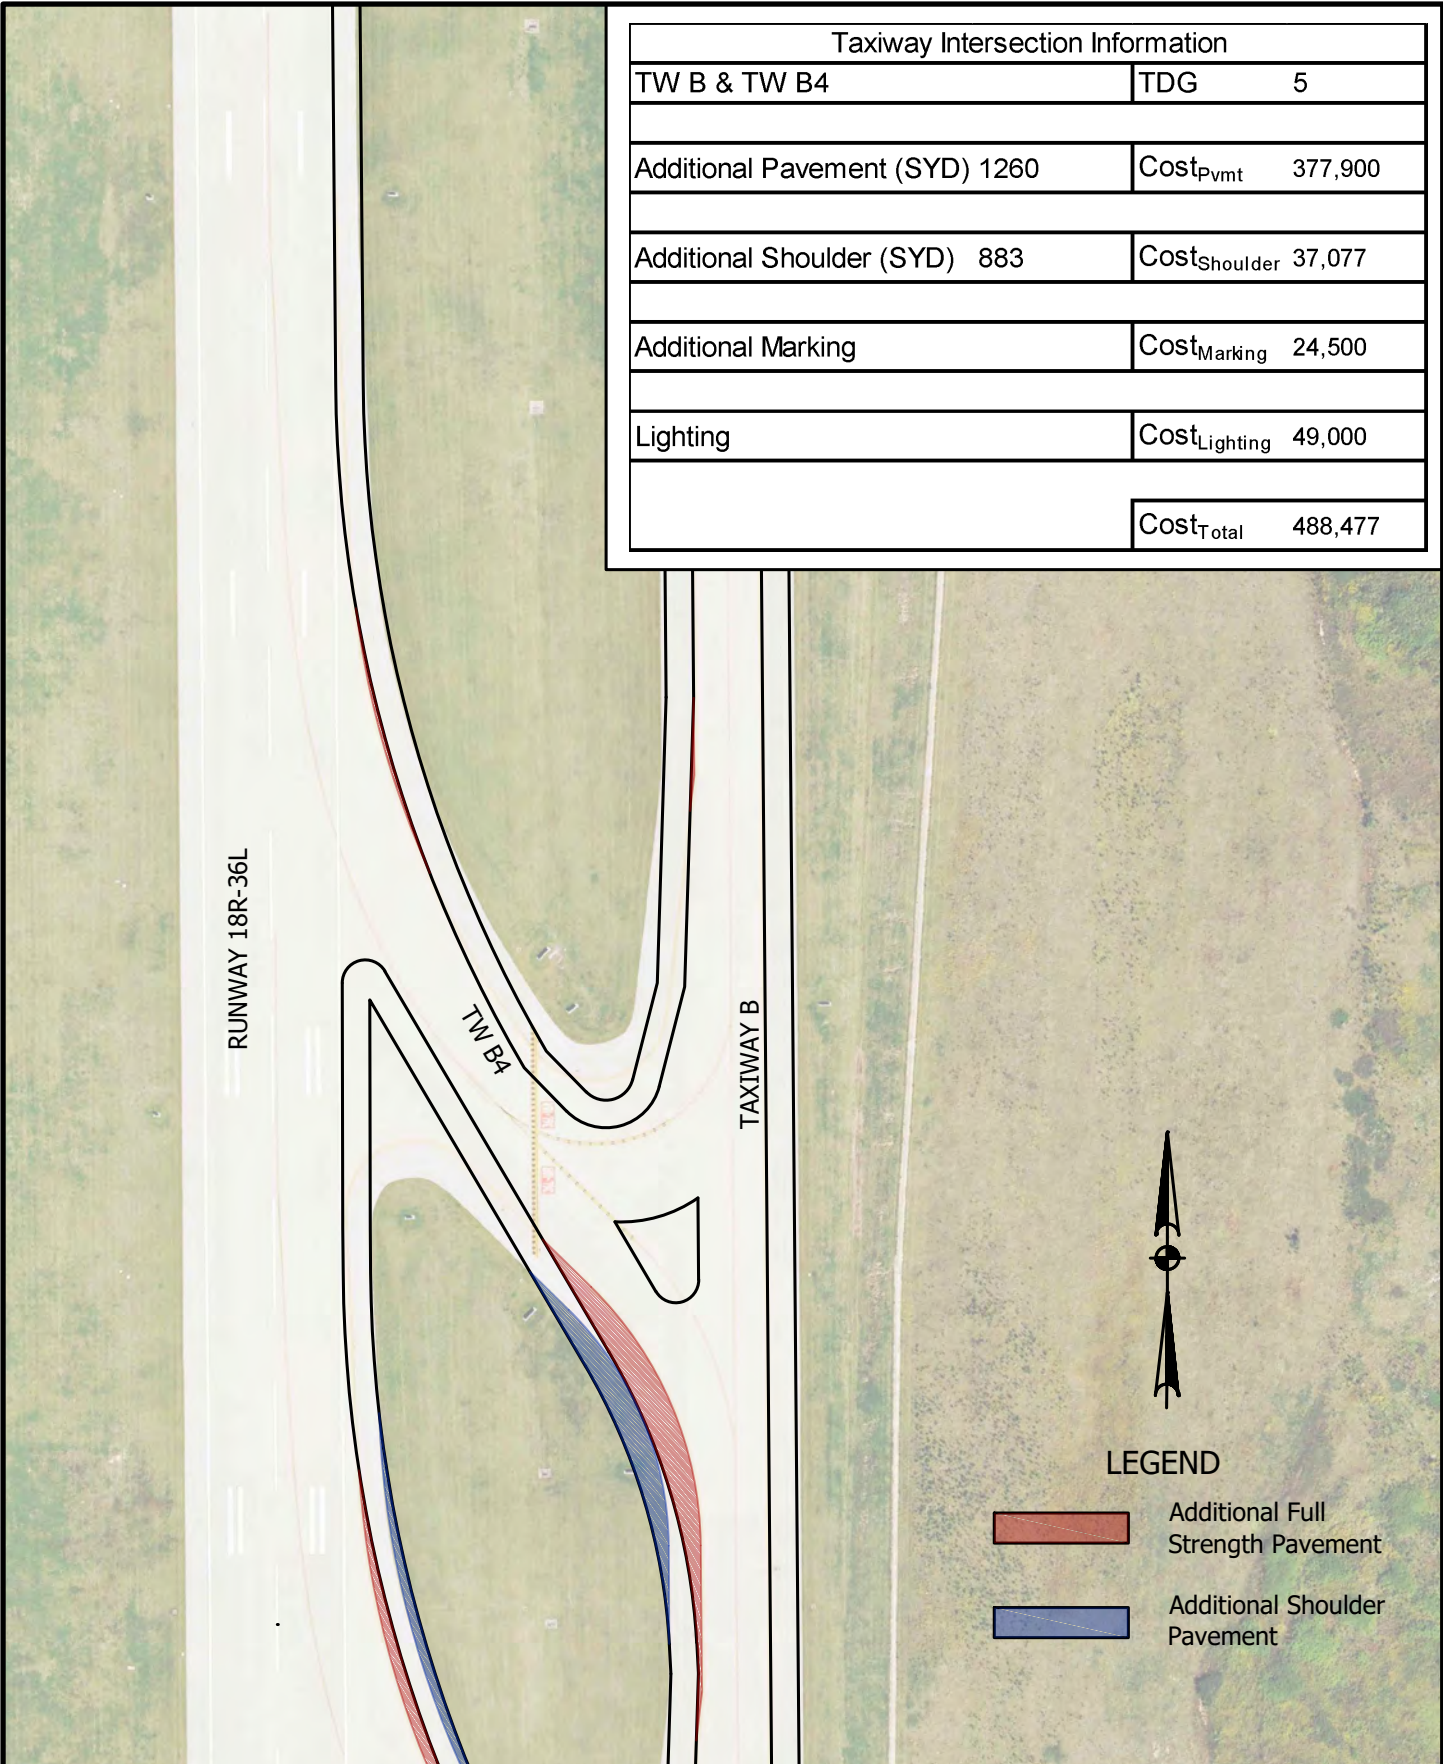 Taxiway Intersection Information
TW B & TW B4 TDG 5
Additional Pavement (SYD) 1260 CostPvmt 377,900
Additional Shoulder (SYD) 883 CostShoulder 37,077
Additional Marking CostMarking 24,500
Lighting CostLighting 49,000
CostTotal 488,477
RUNWAY 18R-36L
TW B4
TAXIWAY B
LEGEND
Additional Full
Strength Pavement
Additional Shoulder
Pavement